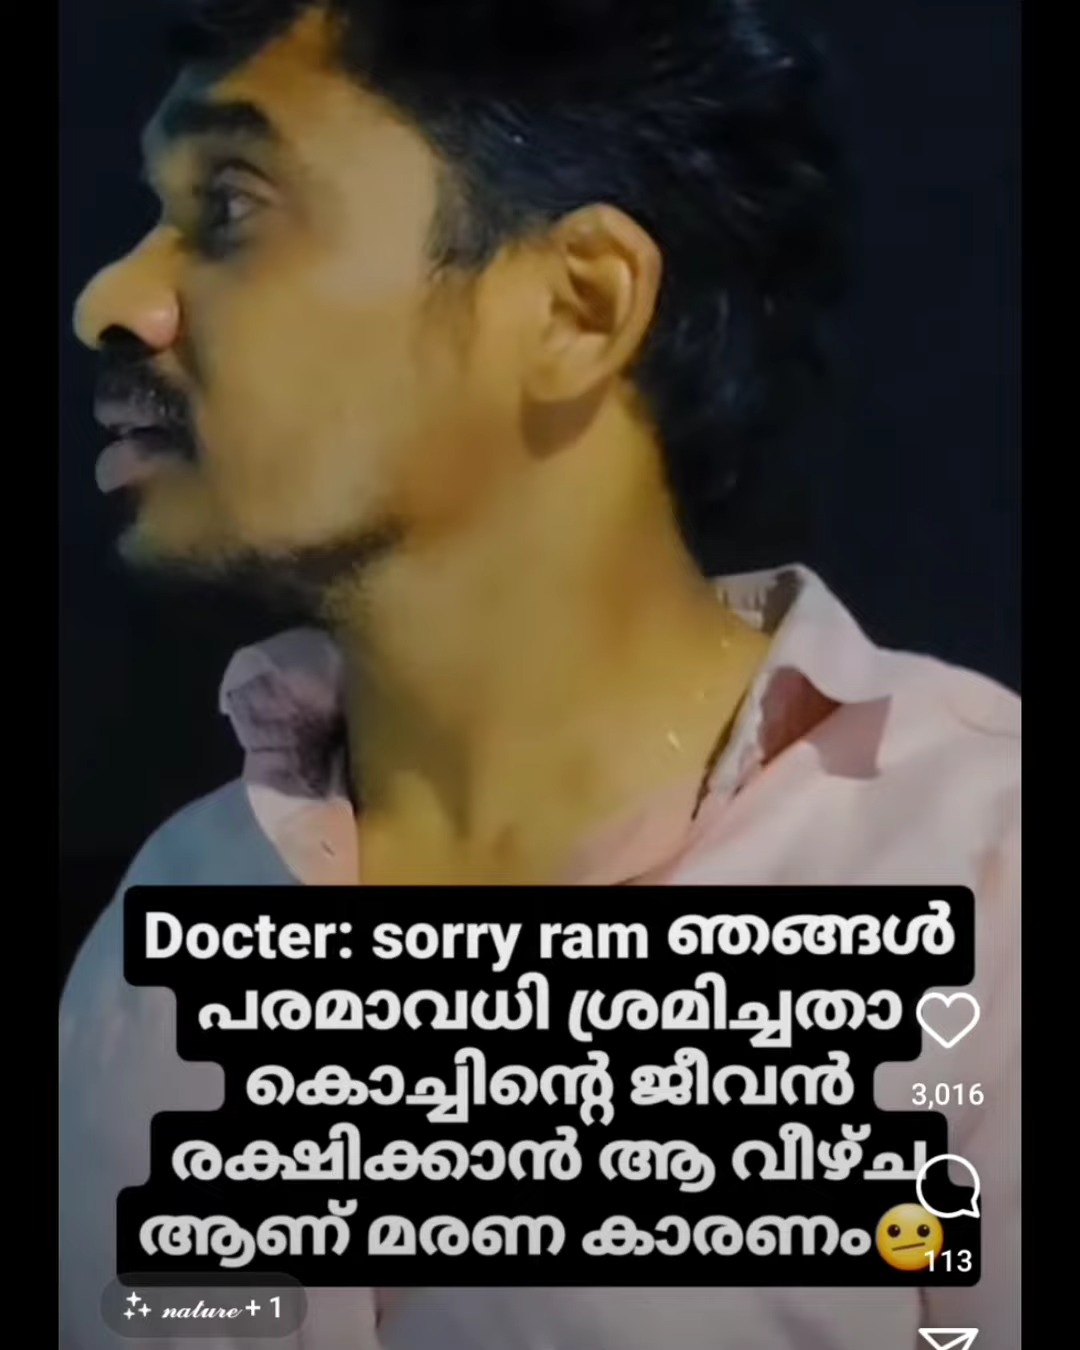 Docter: sorry ram ഞങ്ങൾ
പരമാവധി ശ്രമിച്ചതാ
കൊച്ചിന്റെ ജീവൻ
രക്ഷിക്കാൻ ആ വീഴ്ച
ആണ് മരണ കാരണം🫤
3,016
113
nature + 1